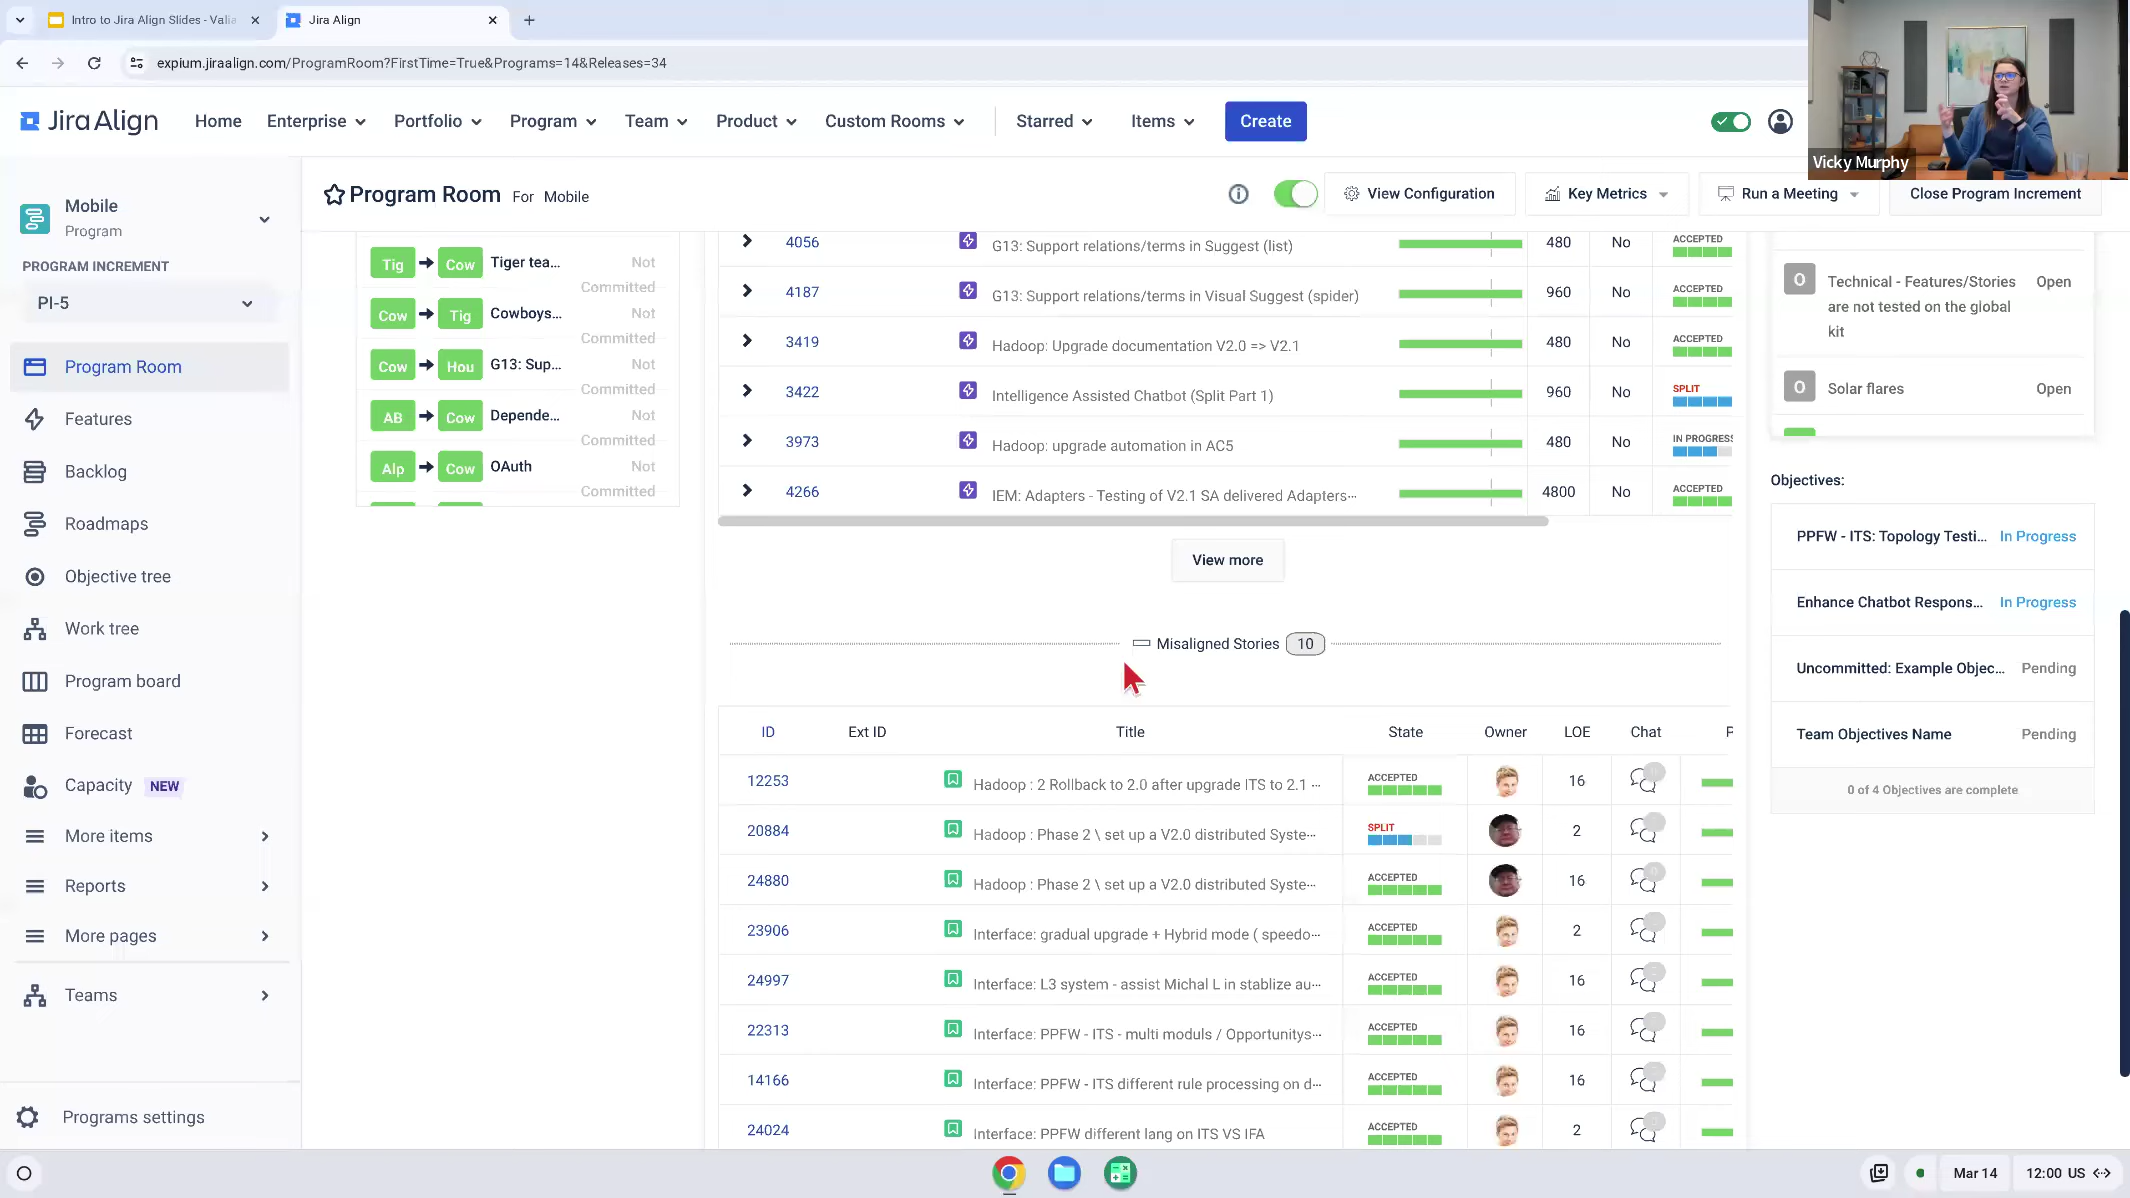 Intro to Jira Align Slides - Valia
Jira Align
expium.jiraalign.com/ProgramRoom?FirstTime=True&Programs=14&Releases=34
Jira Align
Home
Enterprise
Portfolio
Program
Team
Product
Custom Rooms
Starred
Items
Create
Vicky Murphy
Mobile
Program
PROGRAM INCREMENT
PI-5
Program Room
Features
Backlog
Roadmaps
Objective tree
Work tree
Program board
Forecast
Capacity NEW
More items
Reports
More pages
Teams
Programs settings
Program Room For Mobile
View Configuration
Key Metrics
Run a Meeting
Close Program Increment
Tig Cow Tiger tea... Not Committed
Cow Tig Cowboys... Not Committed
Cow Hou G13: Sup... Not Committed
AB Cow Depende... Not Committed
Alp Cow OAuth Not Committed
4056 G13: Support relations/terms in Suggest (list) 480 No ACCEPTED
4187 G13: Support relations/terms in Visual Suggest (spider) 960 No ACCEPTED
3419 Hadoop: Upgrade documentation V2.0 => V2.1 480 No ACCEPTED
3422 Intelligence Assisted Chatbot (Split Part 1) 960 No SPLIT
3973 Hadoop: upgrade automation in AC5 480 No IN PROGRESS
4266 IEM: Adapters - Testing of V2.1 SA delivered Adapters··· 4800 No ACCEPTED
View more
Misaligned Stories 10
ID Ext ID Title State Owner LOE Chat P
12253 Hadoop : 2 Rollback to 2.0 after upgrade ITS to 2.1 ··· ACCEPTED 16
20884 Hadoop : Phase 2 \ set up a V2.0 distributed Syste··· SPLIT 2
24880 Hadoop : Phase 2 \ set up a V2.0 distributed Syste··· ACCEPTED 16
23906 Interface: gradual upgrade + Hybrid mode ( speedo··· ACCEPTED 2
24997 Interface: L3 system - assist Michal L in stablize au··· ACCEPTED 16
22313 Interface: PPFW - ITS - multi moduls / Opportunitys··· ACCEPTED 16
14166 Interface: PPFW - ITS different rule processing on d··· ACCEPTED 16
24024 Interface: PPFW different lang on ITS VS IFA ACCEPTED 2
O Technical - Features/Stories Open
are not tested on the global
kit
O Solar flares Open
Objectives:
PPFW - ITS: Topology Testi... In Progress
Enhance Chatbot Respons... In Progress
Uncommitted: Example Objec... Pending
Team Objectives Name Pending
0 of 4 Objectives are complete
Mar 14
12:00 US